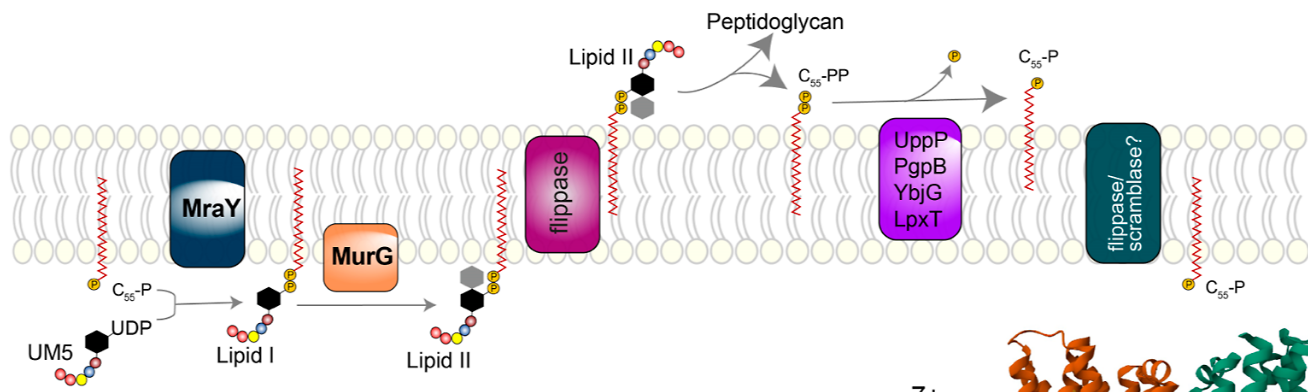 Peptidoglycan
Lipid II
C55-PP
P
C55-P
P
P
P
P
P
P
MraY
MurG
flippase
UppP
PgpB
YbjG
LpxT
flippase/
scramblase?
P
C55-P
P
P
P
P
P
C55-P
UDP
UM5
Lipid I
Lipid II